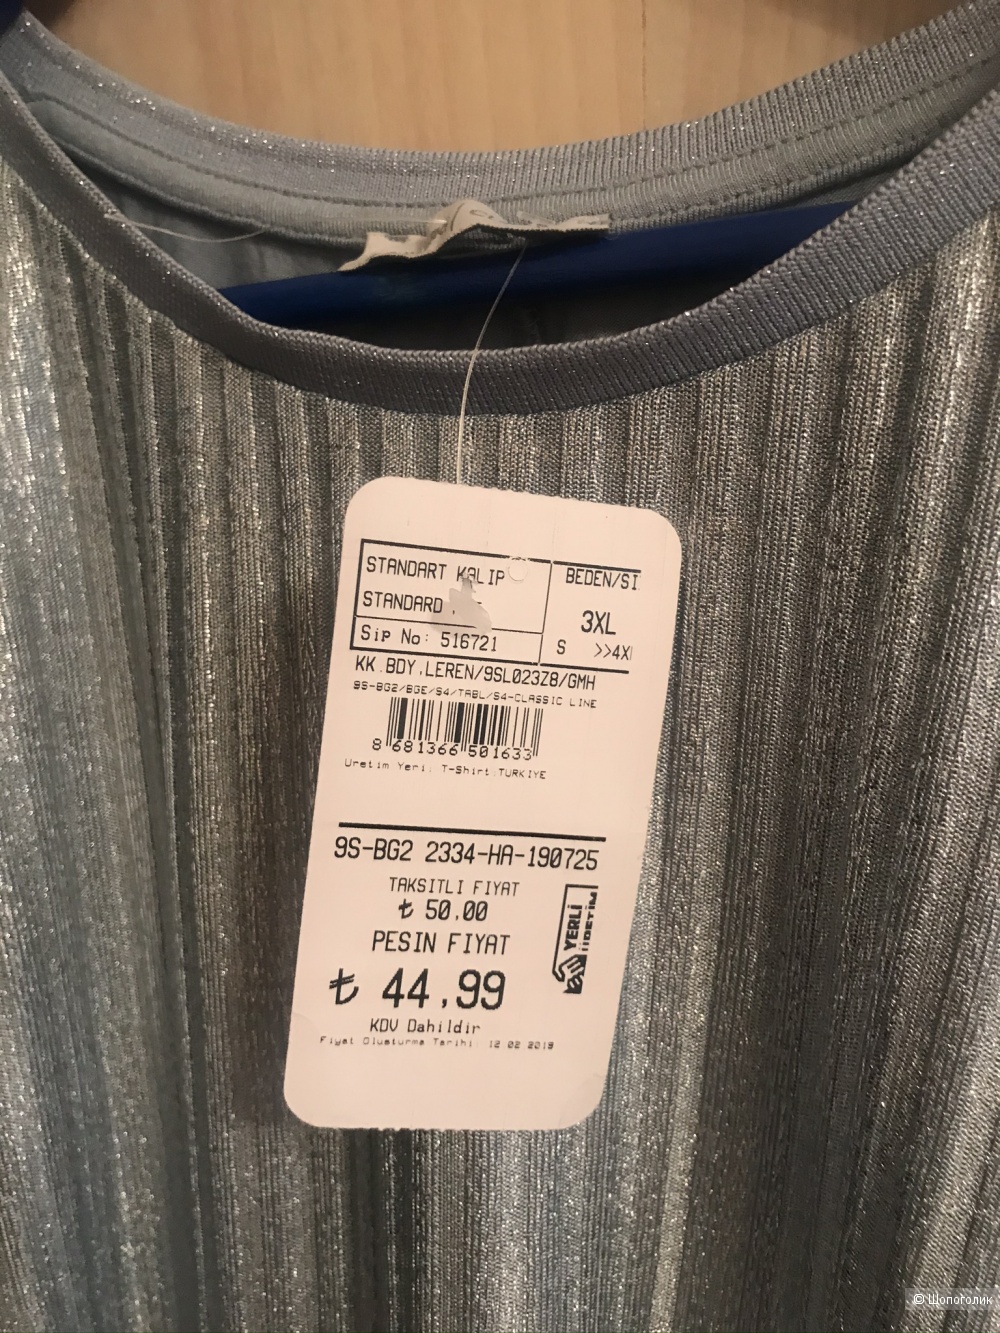 STANDART KALIP
STANDARD
Sip No: 516721
BEDEN/SI
3XL
S >>4X
KK.BDY.LEREN/9SL023Z8/GMH
9S-BG2/BGE/S4/TABL/S4-CLASSIC LINE
8 681366 501633
Uretim Yeri: T-Shirt:TURKIYE
9S-BG2 2334-HA-190725
TAKSITLI FIYAT
₺ 50.00
PESIN FIYAT
₺ 44,99
KDV Dahildir
Fiyat Olusturma Tarihi: 12 02 2019
YERLİ
ÜRETİM
© Шопоголик